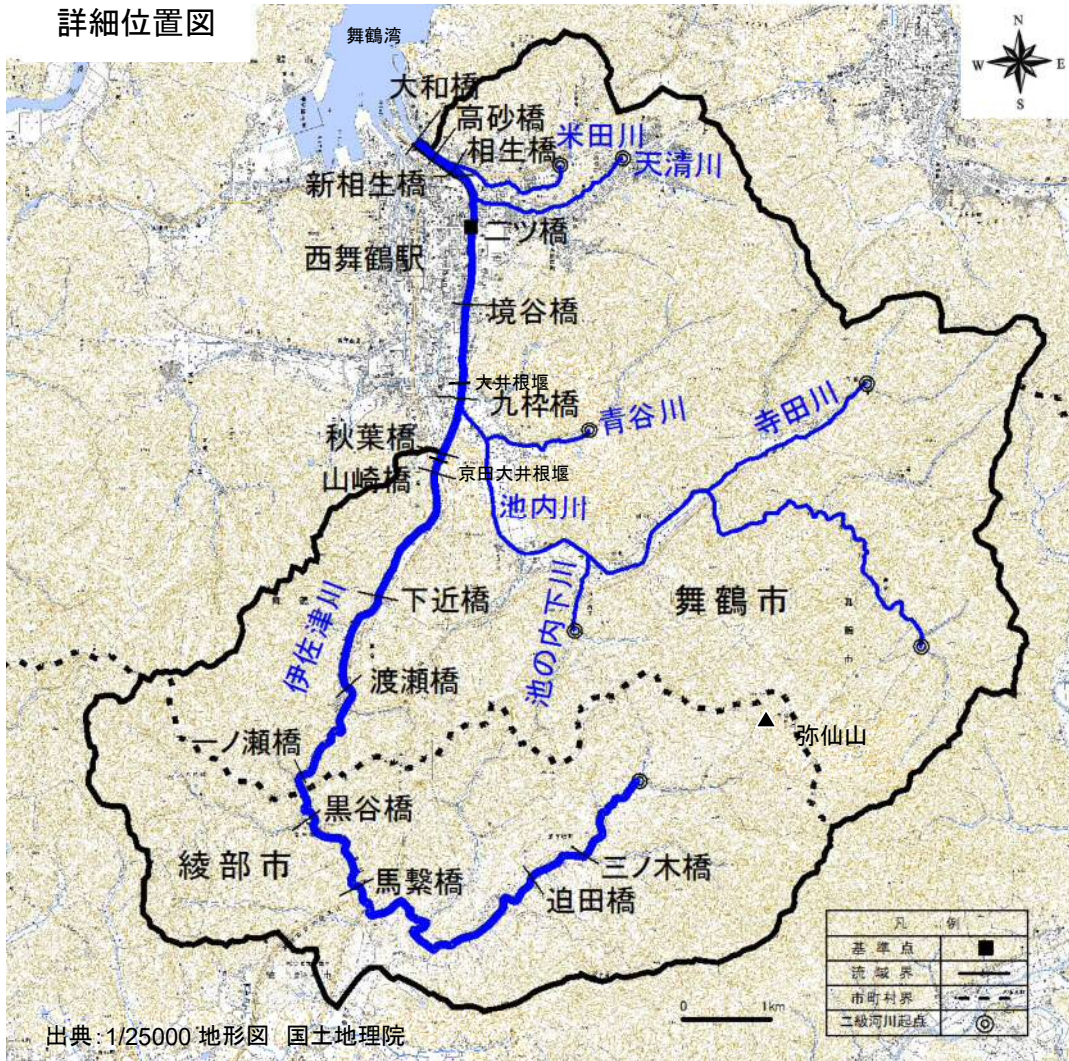 詳細位置図
舞鶴湾
N
W
E
S
大和橋
高砂橋
相生橋
米田川
天清川
新相生橋
二ツ橋
西舞鶴駅
境谷橋
大井根堰
九枠橋
青谷川
寺田川
秋葉橋
山崎橋
京田大井根堰
池内川
伊佐津川
下近橋
池の内下川
舞鶴市
渡瀬橋
弥仙山
一ノ瀬橋
黒谷橋
綾部市
馬繋橋
三ノ木橋
迫田橋
凡 例
基準点
流域界
市町村界
二級河川起点
0 1km
出典:1/25000 地形図 国土地理院